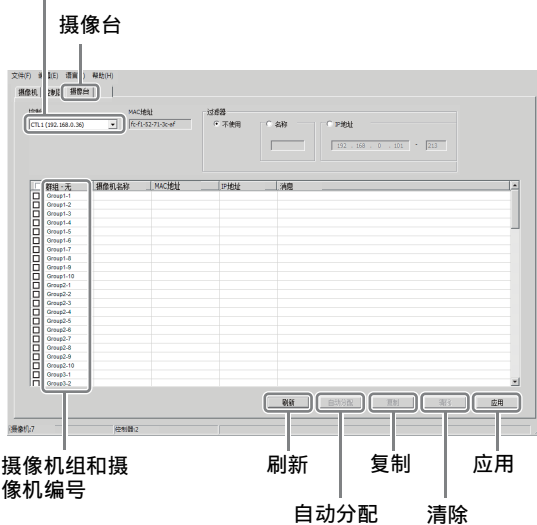 摄像台
文件(F) 语言 帮助(H)
摄像机 摄像台
MAC地址 过滤器
CTL1 (192.168.0.36) fc-f1-52-71-3c-ef 不使用 名称 IP地址
192 . 168 . 0 . 101 - 213
群组 - 无 摄像机名称 MAC地址 IP地址 消息
Group1-1
Group1-2
Group1-3
Group1-4
Group1-5
Group1-6
Group1-7
Group1-8
Group1-9
Group1-10
Group2-1
Group2-2
Group2-3
Group2-4
Group2-5
Group2-6
Group2-7
Group2-8
Group2-9
Group2-10
Group3-1
Group3-2
刷新 自动分配 复制 清除 应用
摄像机:7 控制器:2
摄像机组和摄
像机编号
刷新 复制 应用
自动分配 清除